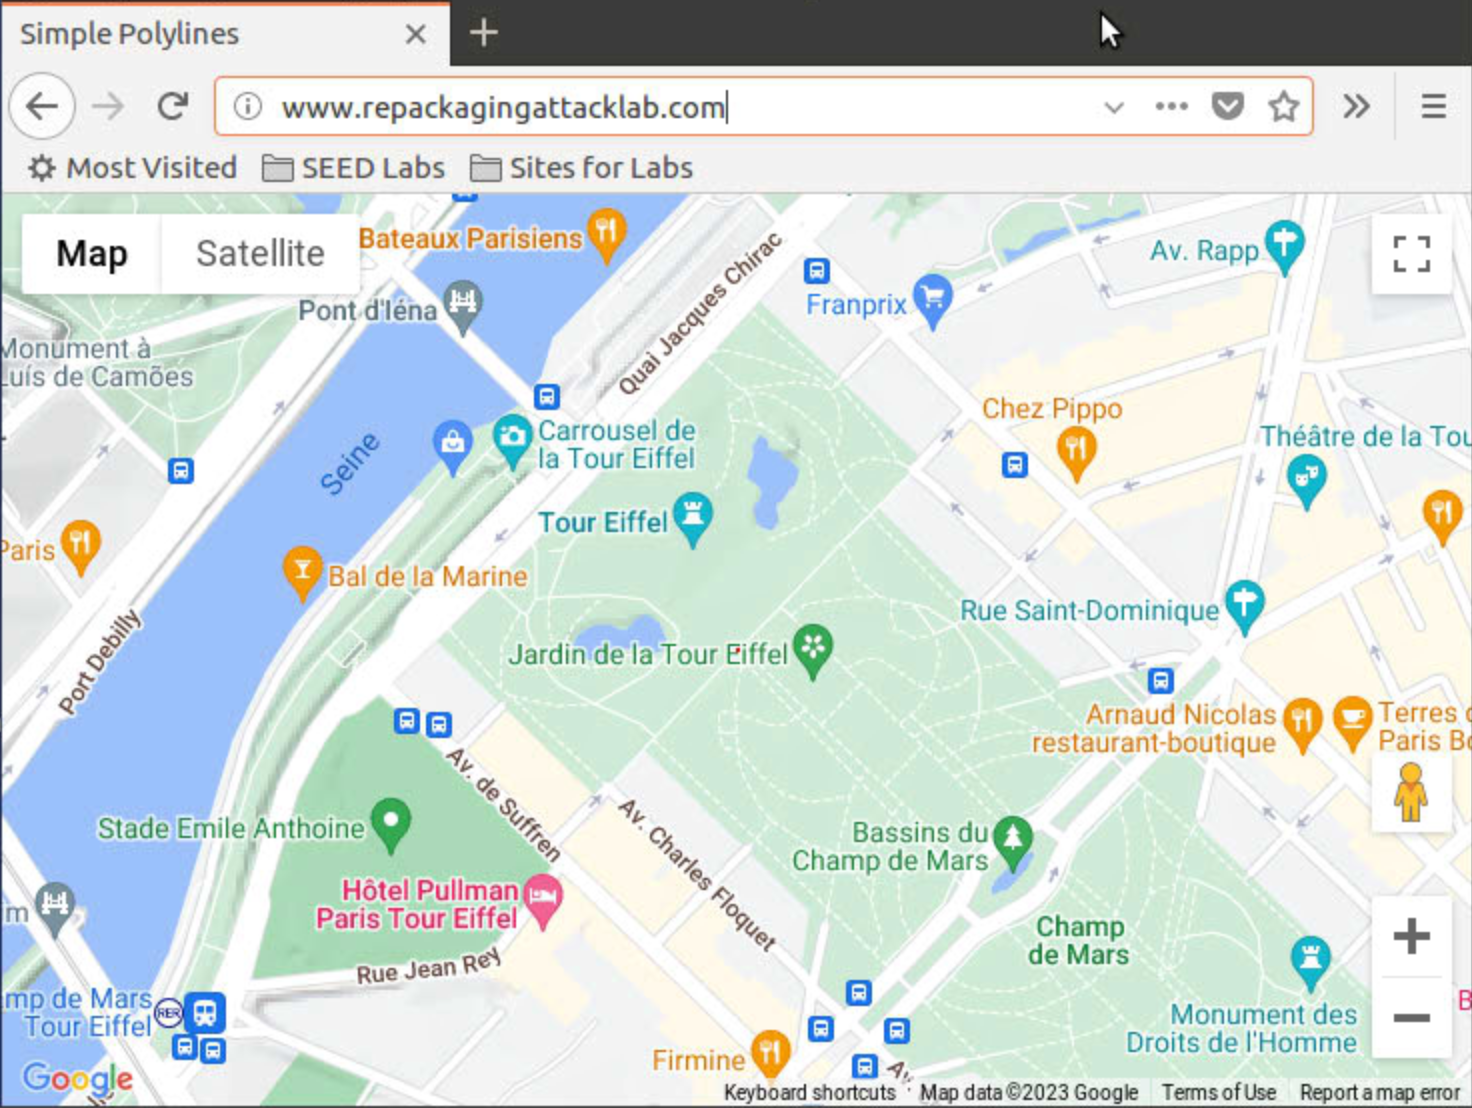 Simple Polylines
www.repackagingattacklab.com
Most Visited
SEED Labs
Sites for Labs
Map
Satellite
Bateaux Parisiens
Quai Jacques Chirac
Av. Rapp
Franprix
Pont d'Iéna
Monument à
Luís de Camões
Chez Pippo
Carrousel de
la Tour Eiffel
Théâtre de la Tou
Seine
Tour Eiffel
Paris
Bal de la Marine
Rue Saint-Dominique
Port Debilly
Jardin de la Tour Eiffel
Arnaud Nicolas
restaurant-boutique
Terres d
Paris Bo
Av. de Suffren
Av. Charles Floquet
Stade Emile Anthoine
Bassins du
Champ de Mars
Hôtel Pullman
Paris Tour Eiffel
m
Champ
de Mars
Rue Jean Rey
mp de Mars
Tour Eiffel
RER
B
Monument des
Droits de l'Homme
Firmine
Av
Google
Keyboard shortcuts
Map data ©2023 Google
Terms of Use
Report a map error